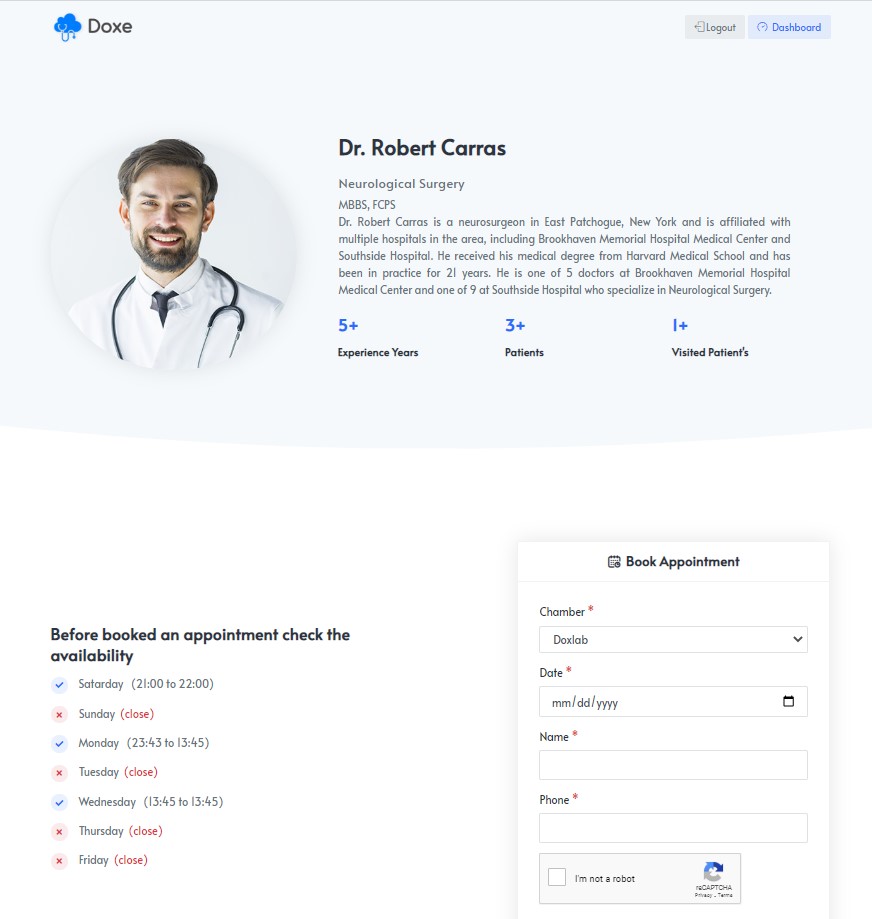 Doxe
Logout
Dashboard
Dr. Robert Carras
Neurological Surgery
MBBS, FCPS
Dr. Robert Carras is a neurosurgeon in East Patchogue, New York and is affiliated with
multiple hospitals in the area, including Brookhaven Memorial Hospital Medical Center and
Southside Hospital. He received his medical degree from Harvard Medical School and has
been in practice for 21 years. He is one of 5 doctors at Brookhaven Memorial Hospital
Medical Center and one of 9 at Southside Hospital who specialize in Neurological Surgery.
5+
Experience Years
3+
Patients
1+
Visited Patient's
Before booked an appointment check the
availability
Satarday (21:00 to 22:00)
Sunday (close)
Monday (23:43 to 13:45)
Tuesday (close)
Wednesday (13:45 to 13:45)
Thursday (close)
Friday (close)
Book Appointment
Chamber *
Doxlab
Date *
mm/dd/yyyy
Name *
Phone *
I'm not a robot
reCAPTCHA
Privacy - Terms